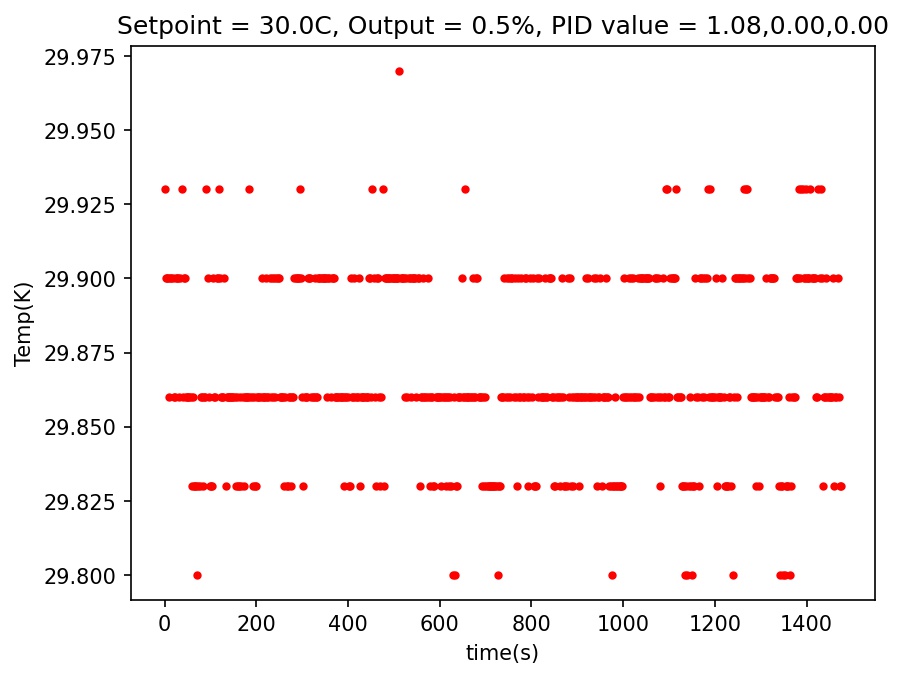 Setpoint = 30.0C, Output = 0.5%, PID value = 1.08,0.00,0.00
29.975
29.950
29.925
29.900
29.875
29.850
29.825
29.800
Temp(K)
0 200 400 600 800 1000 1200 1400
time(s)